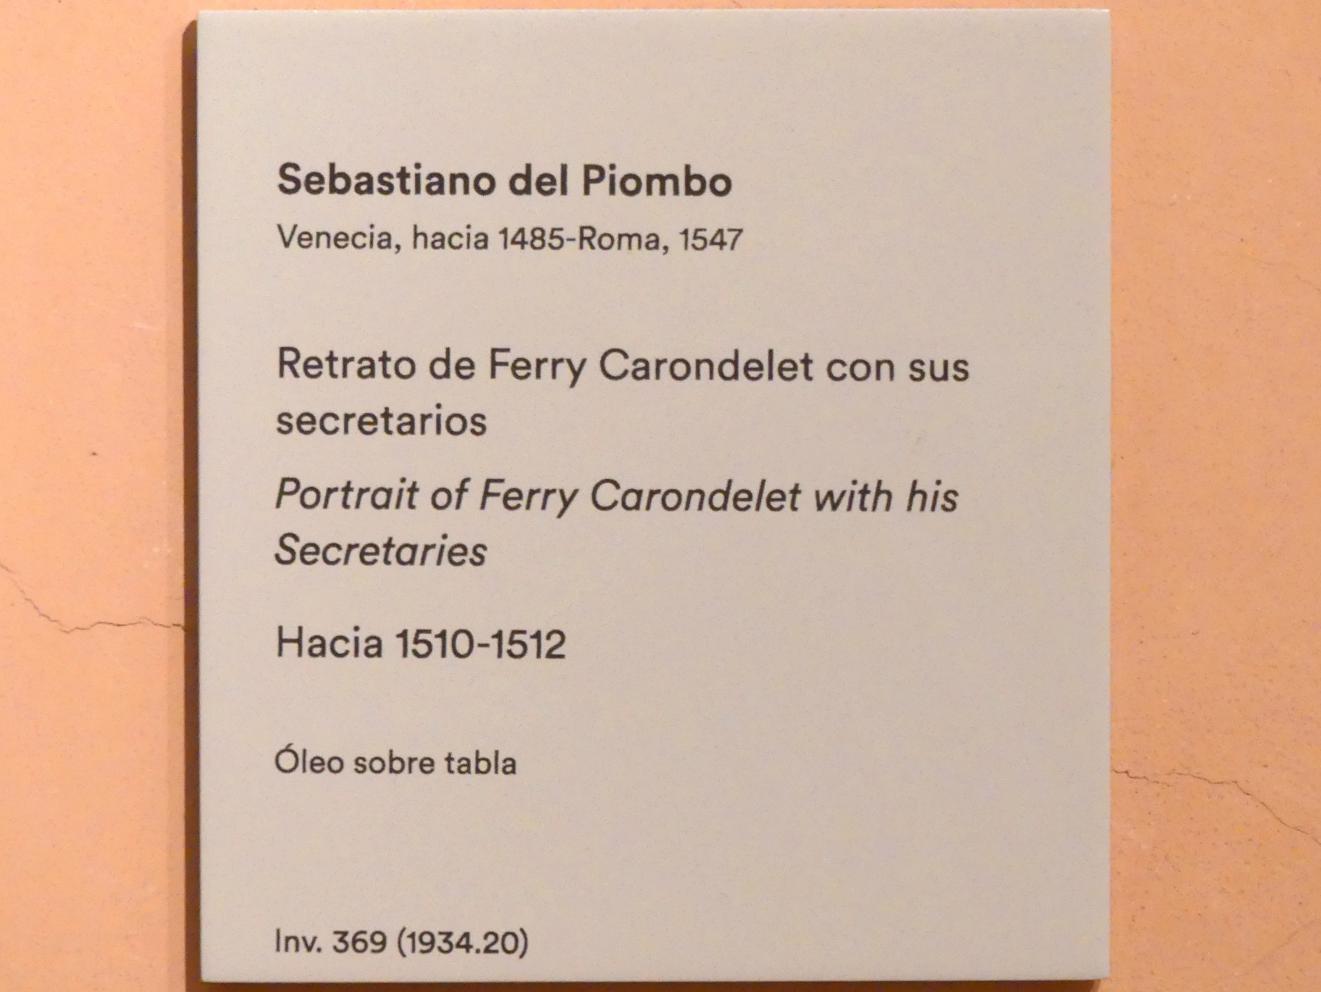 Sebastiano del Piombo
Venecia, hacia 1485-Roma, 1547
Retrato de Ferry Carondelet con sus
secretarios
Portrait of Ferry Carondelet with his
Secretaries
Hacia 1510-1512
Óleo sobre tabla
Inv. 369 (1934.20)